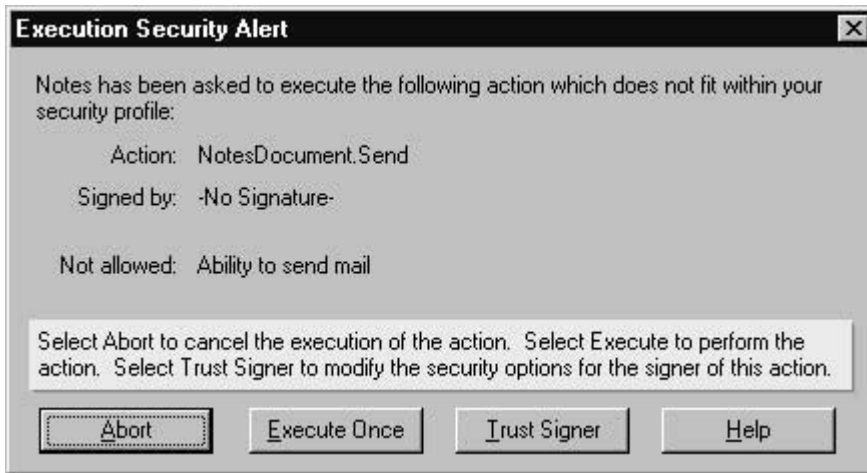 Execution Security Alert
Notes has been asked to execute the following action which does not fit within your
security profile:
Action: NotesDocument.Send
Signed by: -No Signature-
Not allowed: Ability to send mail
Select Abort to cancel the execution of the action. Select Execute to perform the
action. Select Trust Signer to modify the security options for the signer of this action.
Abort Execute Once Trust Signer Help